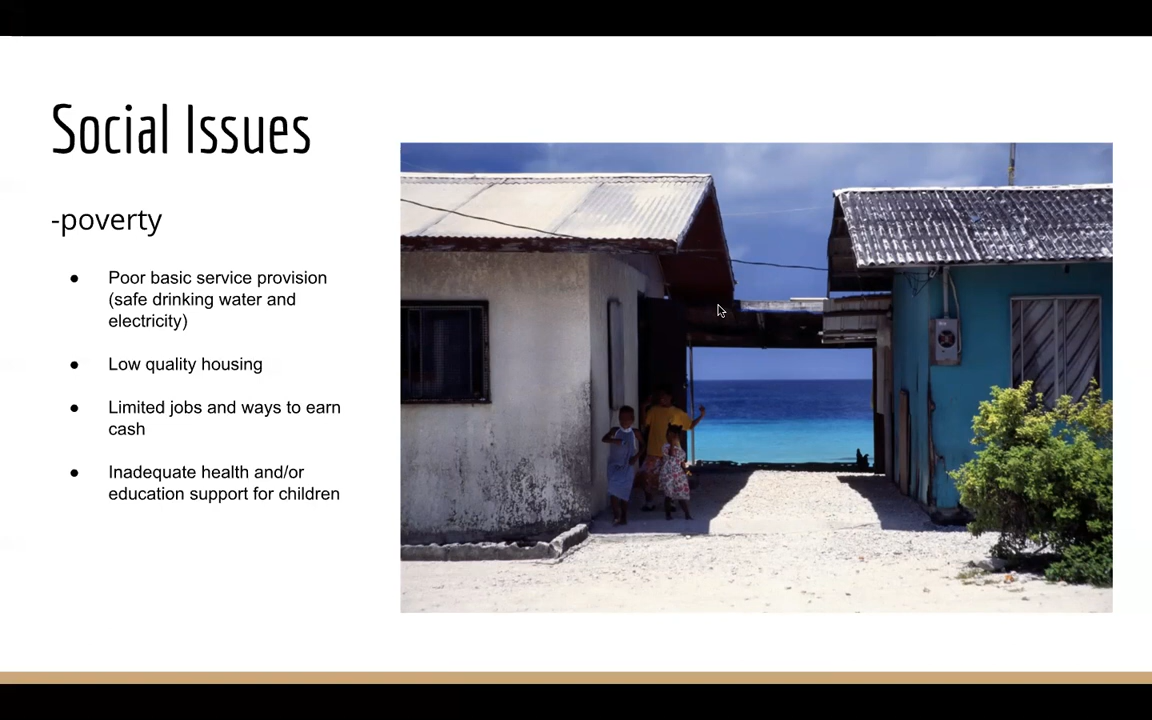 Social Issues
-poverty
● Poor basic service provision
(safe drinking water and
electricity)
● Low quality housing
● Limited jobs and ways to earn
cash
● Inadequate health and/or
education support for children